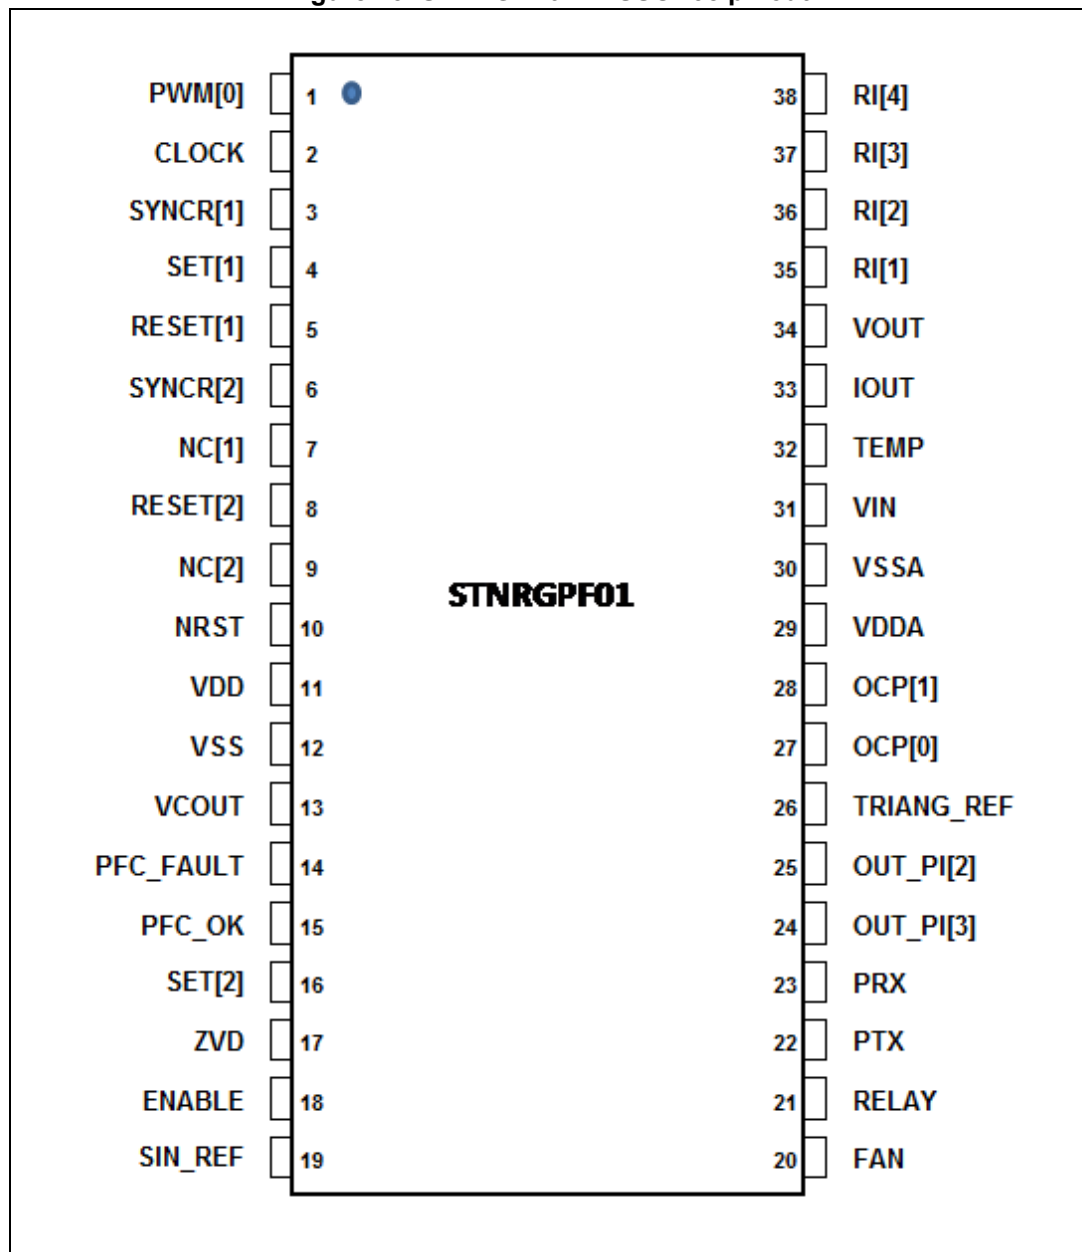 PWM[0] 1 38 RI[4]
CLOCK 2 37 RI[3]
SYNCR[1] 3 36 RI[2]
SET[1] 4 35 RI[1]
RESET[1] 5 34 VOUT
SYNCR[2] 6 33 IOUT
NC[1] 7 32 TEMP
RESET[2] 8 31 VIN
NC[2] 9 30 VSSA
STNRGPF01
NRST 10 29 VDDA
VDD 11 28 OCP[1]
VSS 12 27 OCP[0]
VCOUT 13 26 TRIANG_REF
PFC_FAULT 14 25 OUT_PI[2]
PFC_OK 15 24 OUT_PI[3]
SET[2] 16 23 PRX
ZVD 17 22 PTX
ENABLE 18 21 RELAY
SIN_REF 19 20 FAN